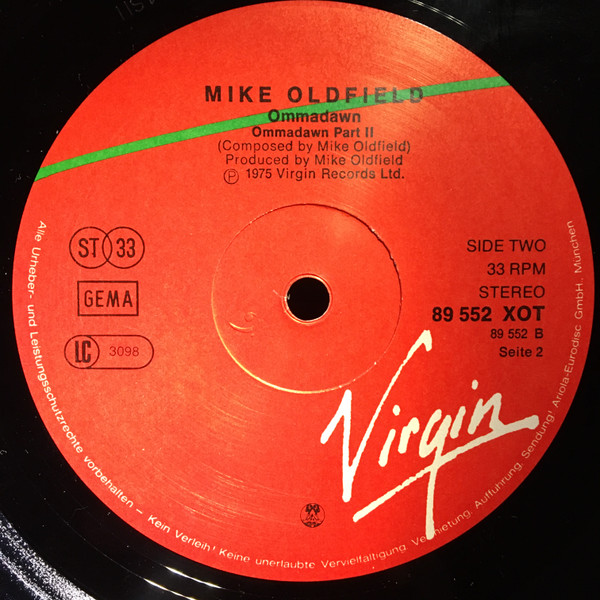 MIKE OLDFIELD
Ommadawn
Ommadawn Part II
(Composed by Mike Oldfield)
Produced by Mike Oldfield
Ⓟ 1975 Virgin Records Ltd.
ST 33
GEMA
LC 3098
SIDE TWO
33 RPM
STEREO
89 552 XOT
89 552 B
Seite 2
Virgin
Alle Urheber- und Leistungsschutzrechte vorbehalten – Kein Verleih! Keine unerlaubte Vervielfältigung, Vermietung, Aufführung, Sendung! Ariola-Eurodisc GmbH., München